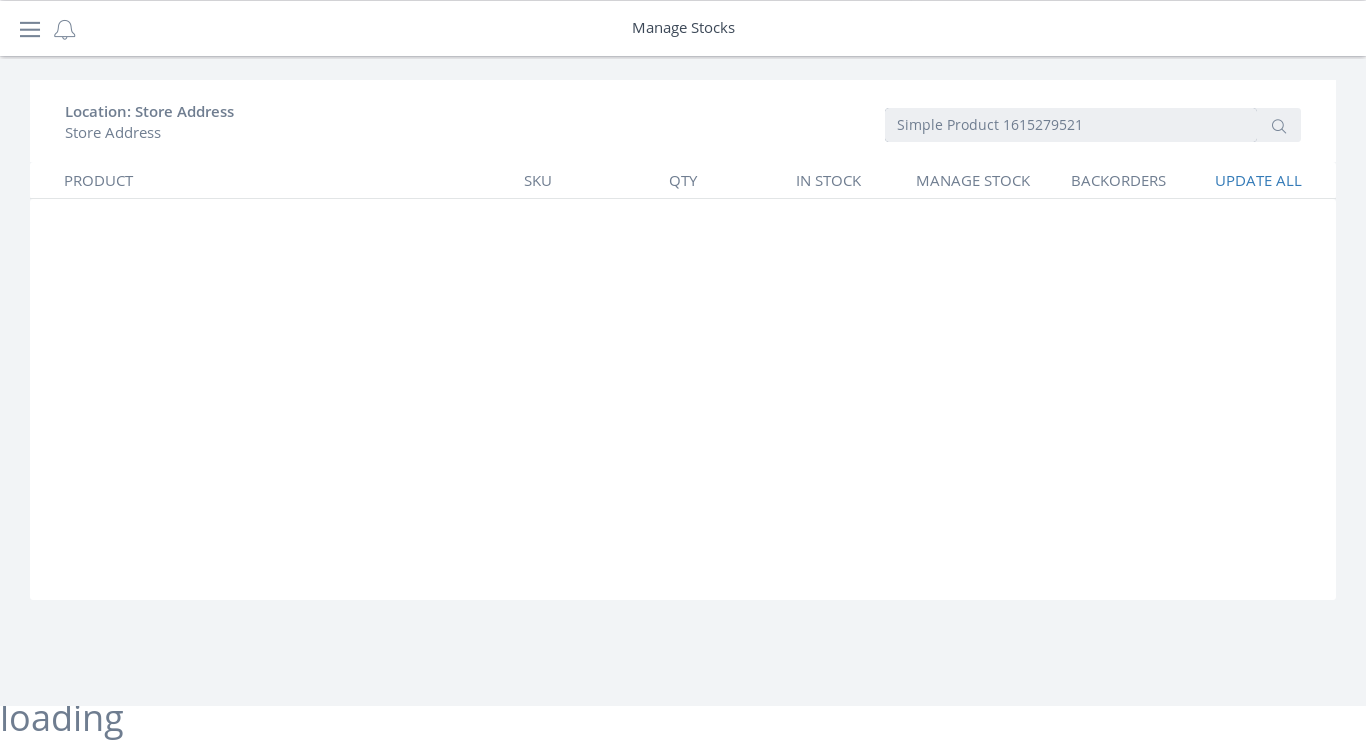 Manage Stocks
Location: Store Address
Store Address
Simple Product 1615279521
PRODUCT SKU QTY IN STOCK MANAGE STOCK BACKORDERS UPDATE ALL
loading